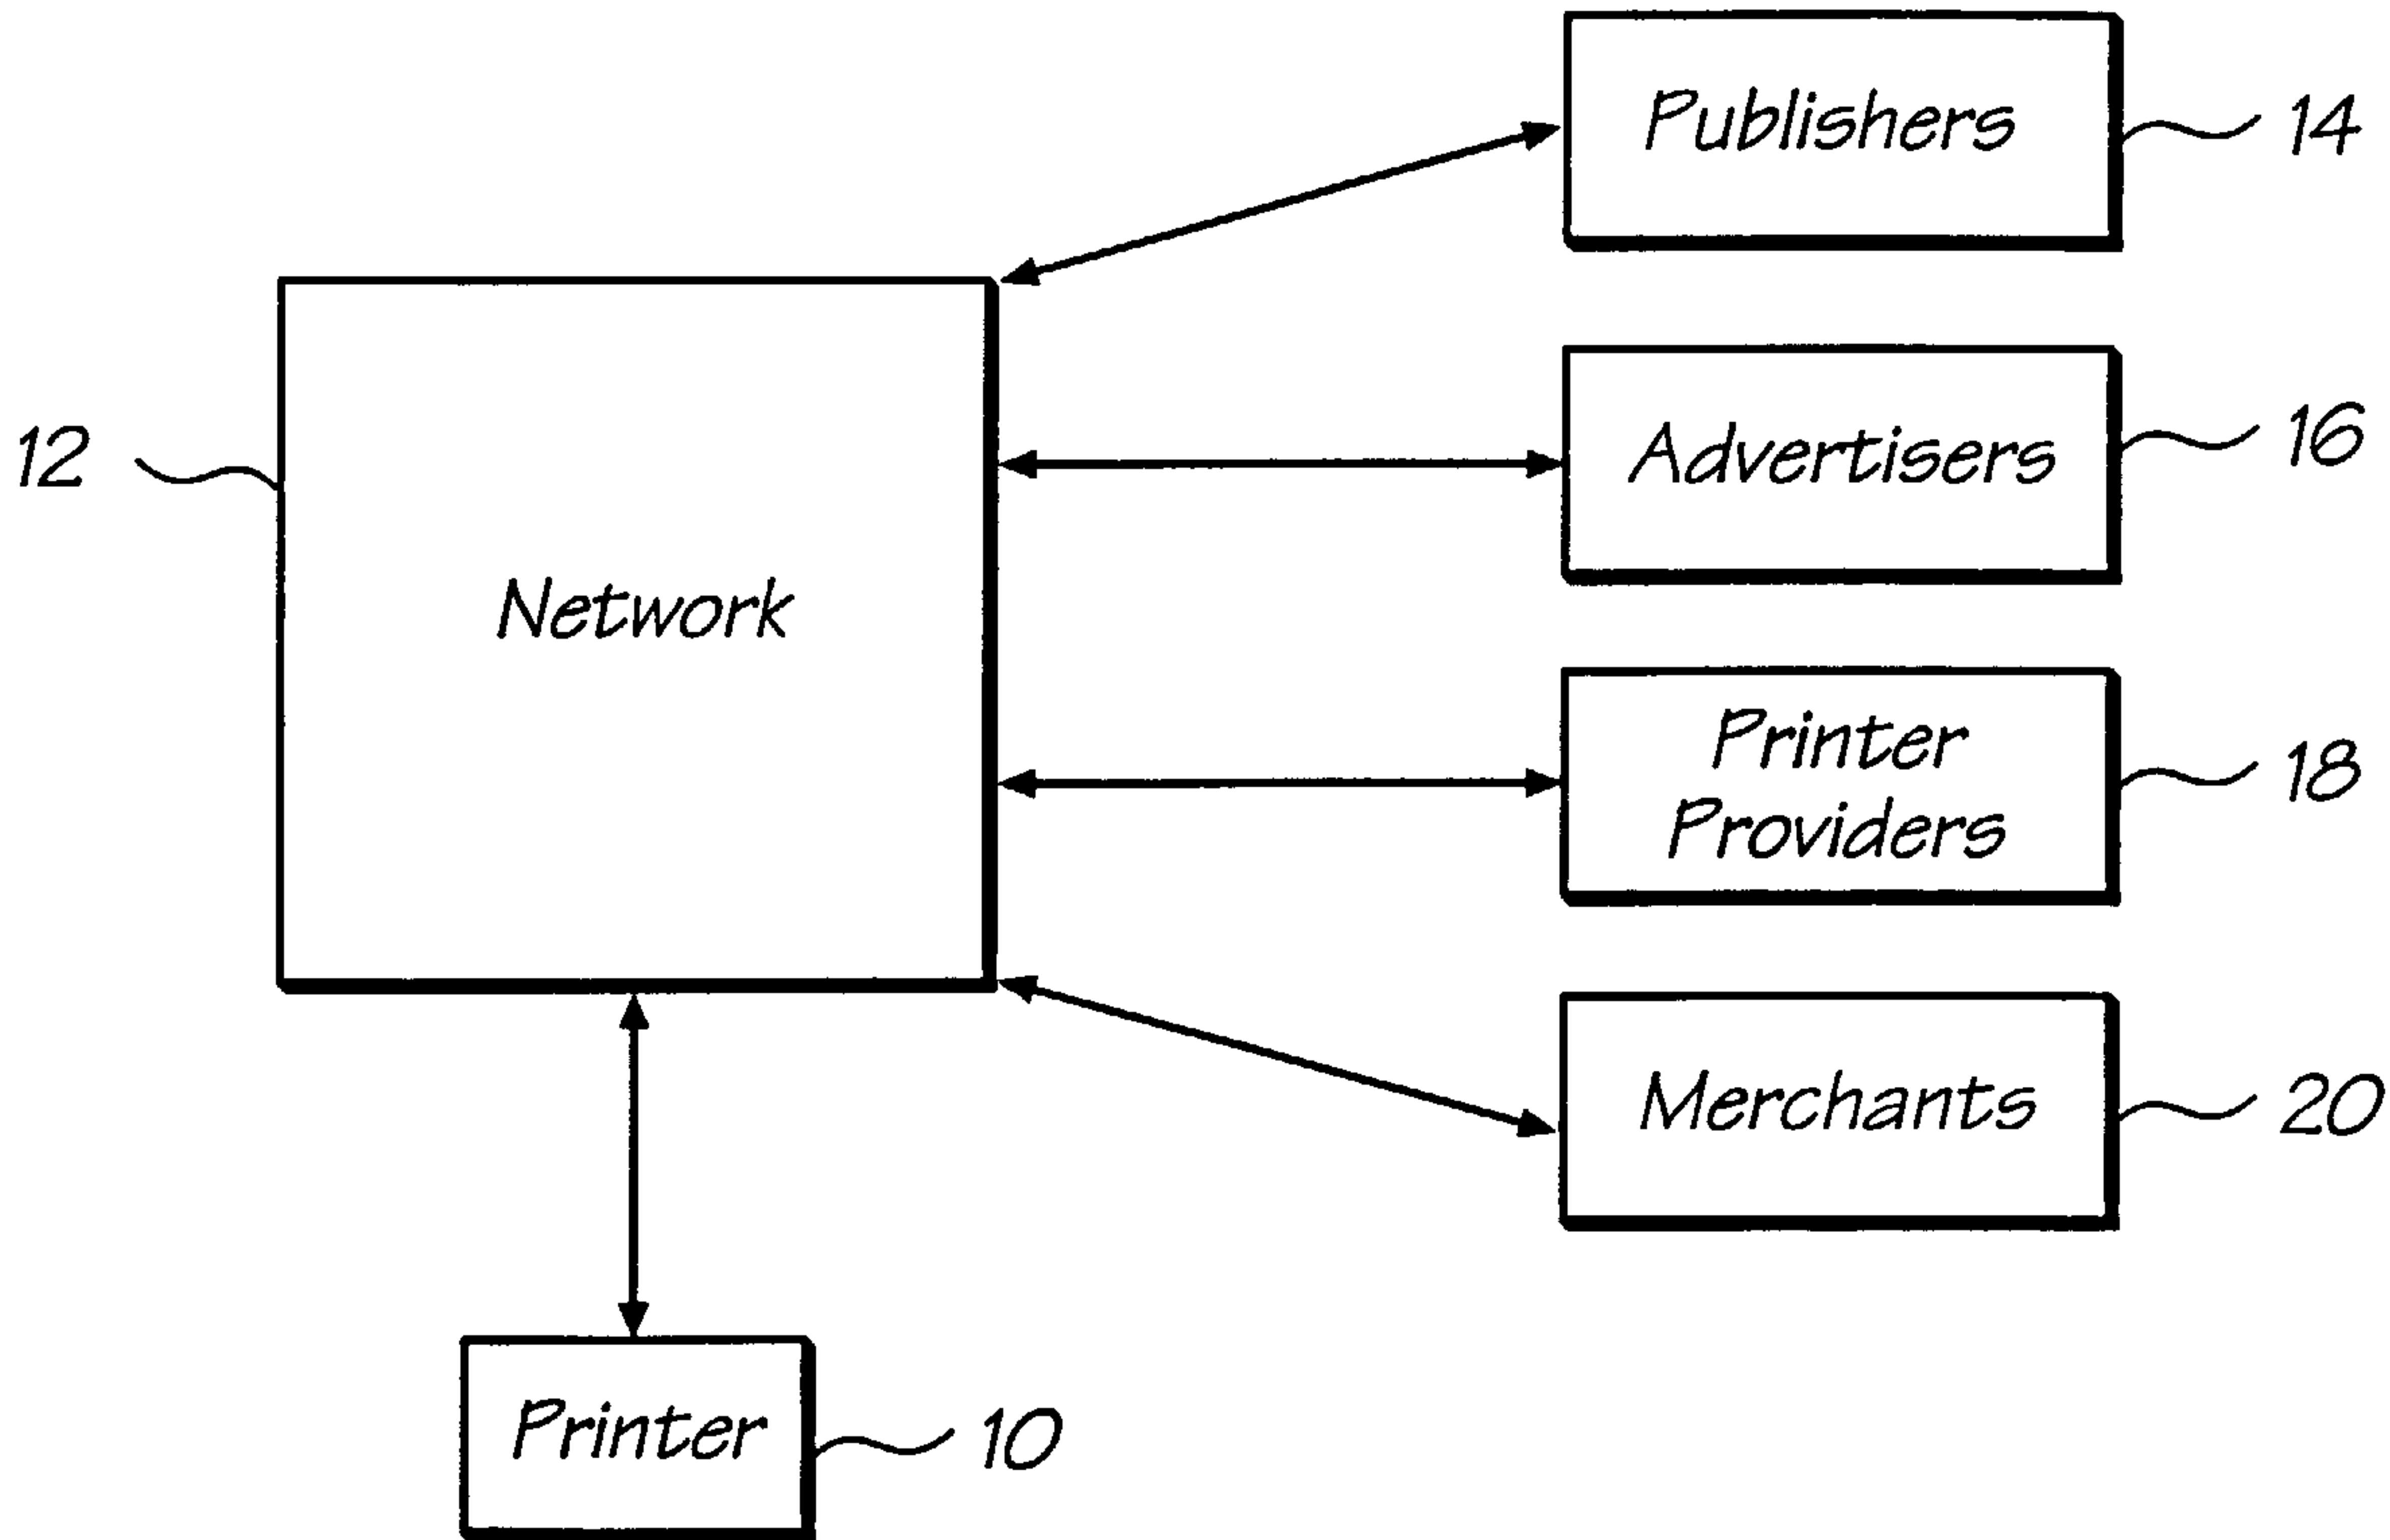 Publishers
14
12
Network
Advertisers
16
Printer
Providers
18
Merchants
20
Printer
10